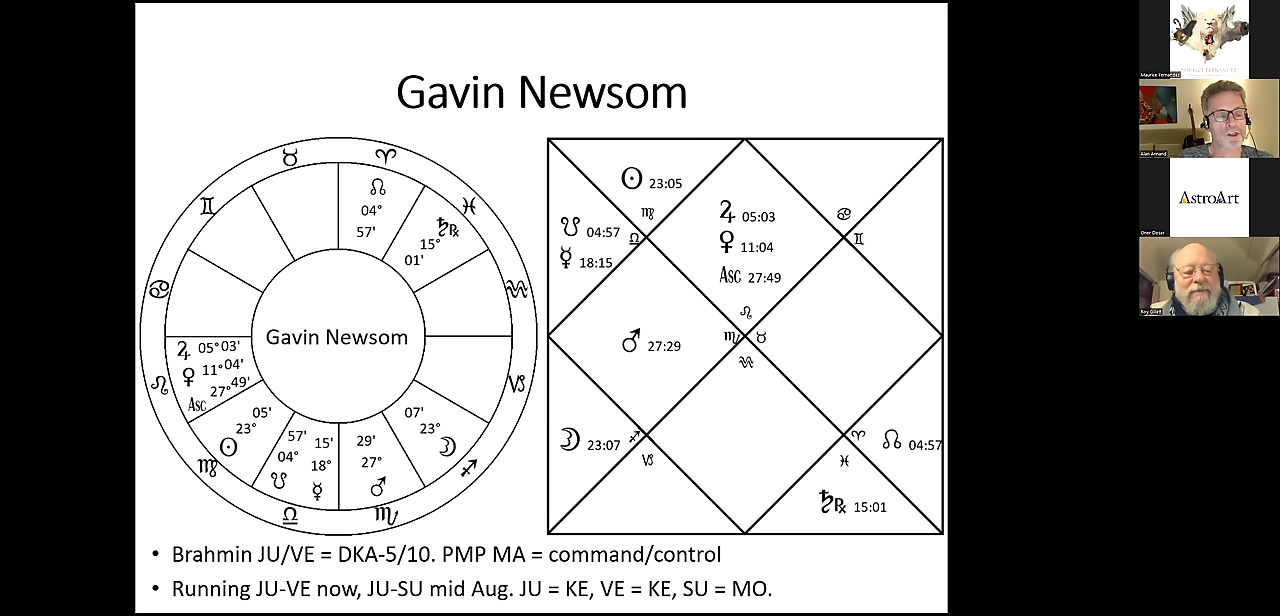 Gavin Newsom
♉ ♈
♊ ☊ ♓
04° ♄℞
57' 15°
01'
♋ ♒
Gavin Newsom
♃ 05°03'
♀ 11°04'
Asc 27°49'
♌ ♑
05' 07'
23° 57' 15' 29' 23°
☉ 04° 18° 27° ☽
♍ ☋ ☿ ♂ ♐
♎ ♏
☉ 23:05
♍
☋ 04:57 ♎
☿ 18:15
♃ 05:03
♀ 11:04
Asc 27:49
♋
♊
♌
♂ 27:29 ♏ ♉
♒
☽ 23:07 ♐
♑
♈ ☊ 04:57
♓
♄℞ 15:01
• Brahmin JU/VE = DKA-5/10. PMP MA = command/control
• Running JU-VE now, JU-SU mid Aug. JU = KE, VE = KE, SU = MO.
Maurice Fernandez
Alan Annand
AstroArt
Roy Gillett